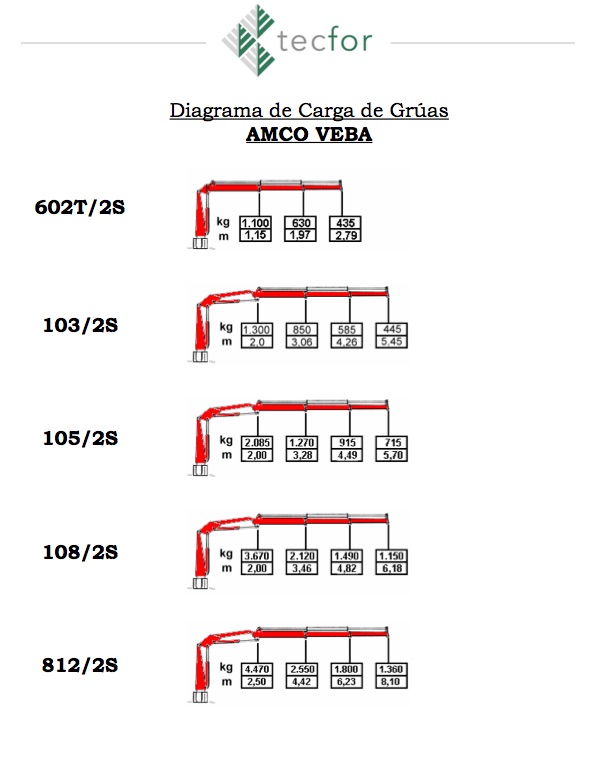 tecfor
Diagrama de Carga de Grúas
AMCO VEBA
602T/2S
kg 1.100 630 435
m 1,15 1,97 2,79
103/2S
kg 1.300 850 585 445
m 2,0 3,06 4,26 5,45
105/2S
kg 2.085 1.270 915 715
m 2,00 3,28 4,49 5,70
108/2S
kg 3.670 2.120 1.490 1.150
m 2,00 3,46 4,82 6,18
812/2S
kg 4.470 2.550 1.800 1.360
m 2,50 4,42 6,23 8,10